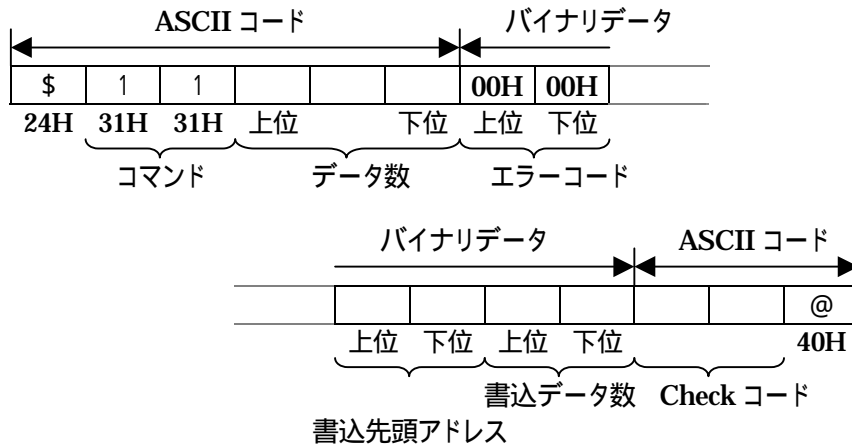 ASCII コード バイナリデータ
$ 1 1 00H 00H
24H 31H 31H 上位 下位 上位 下位
コマンド データ数 エラーコード
バイナリデータ ASCII コード
@
上位 下位 上位 下位 40H
書込データ数 Check コード
書込先頭アドレス